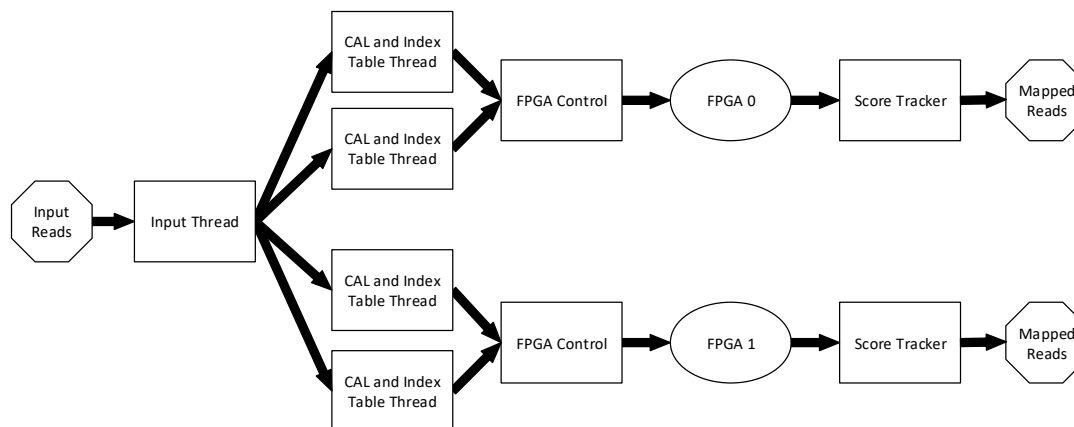 Input
Reads
Input Thread
CAL and Index
Table Thread
CAL and Index
Table Thread
FPGA Control
FPGA 0
Score Tracker
Mapped
Reads
CAL and Index
Table Thread
CAL and Index
Table Thread
FPGA Control
FPGA 1
Score Tracker
Mapped
Reads